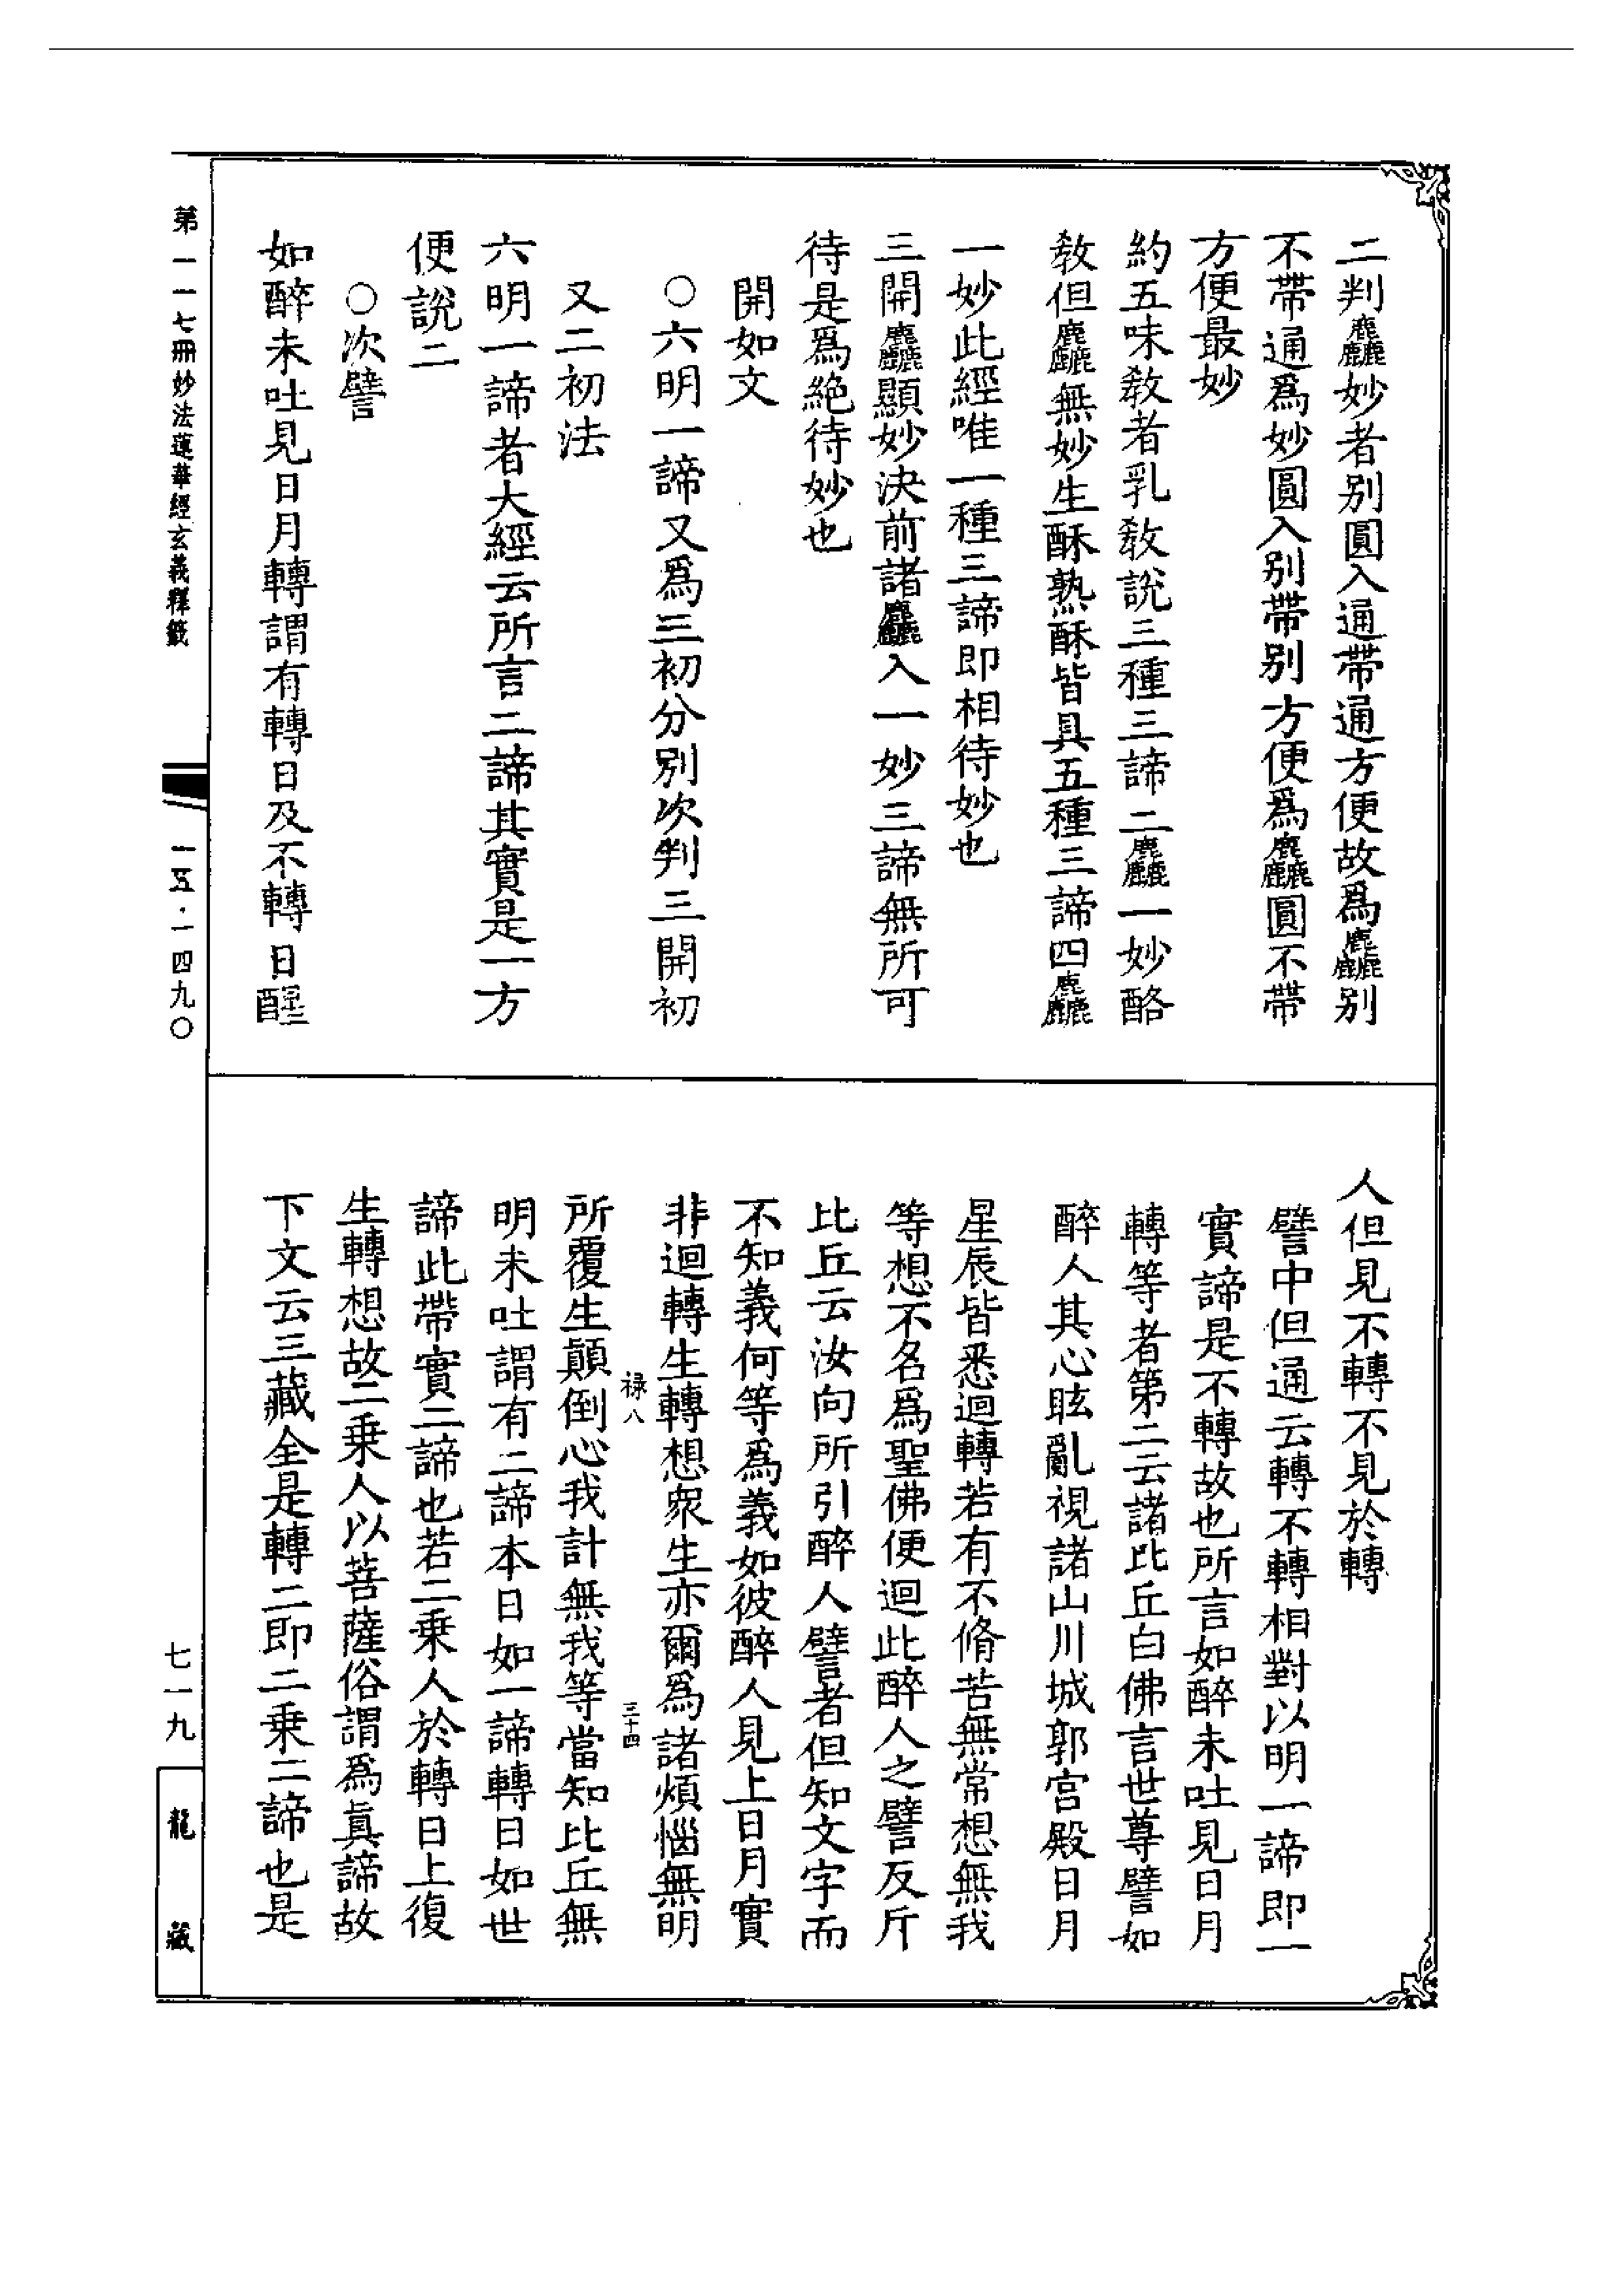 二判麤妙者别圓入通帶通方便故爲麤别
不帶通爲妙圓入别帶别方便爲麤圓不帶
方便最妙
約五味教者乳教說三種三諦二麤一妙酪
教但麤無妙生酥熟酥皆具五種三諦四麤
一妙此經唯一種三諦即相待妙也
三開麤顯妙決前諸麤入一妙三諦無所可
待是爲絶待妙也
開如文
○六明一諦又爲三初分别次判三開初
又二初法
六明一諦者大經云所言二諦其實是一方
便說二
○次譬
如醉未吐見日月轉謂有轉日及不轉日醒
人但見不轉不見於轉
譬中但通云轉不轉相對以明一諦即一
實諦是不轉故也所言如醉未吐見日月
轉等者第二云諸比丘白佛言世尊譬如
醉人其心眩亂視諸山川城郭宫殿日月
星辰皆悉迴轉若有不脩苦無常想無我
等想不名爲聖佛便迴此醉人之譬反斥
比丘云汝向所引醉人譬者但知文字而
不知義何等爲義如彼醉人見上日月實
非迴轉生轉想衆生亦爾爲諸煩惱無明
禄八
三十四
所覆生顛倒心我計無我等當知比丘無
明未吐謂有二諦本日如一諦轉日如世
諦此帶實二諦也若二乗人於轉日上復
生轉想故二乗人以菩薩俗謂爲真諦故
下文云三藏全是轉二即二乗二諦也是
第一一七冊妙法蓮華經玄義釋籤
一五·一四九〇
七一九
龍藏